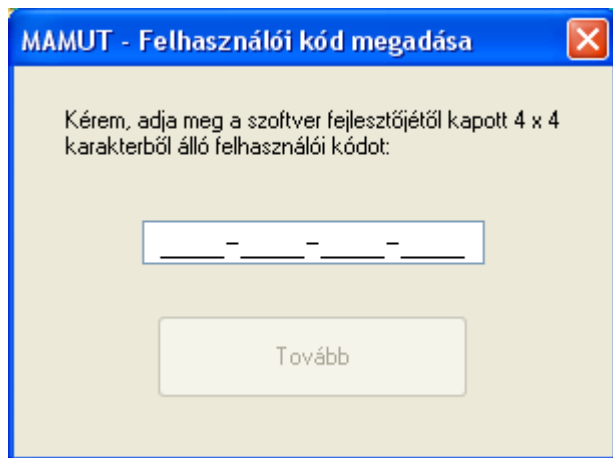 MAMUT - Felhasználói kód megadása
Kérem, adja meg a szoftver fejlesztőjétől kapott 4 x 4
karakterből álló felhasználói kódot:
____-____-____-____
Tovább